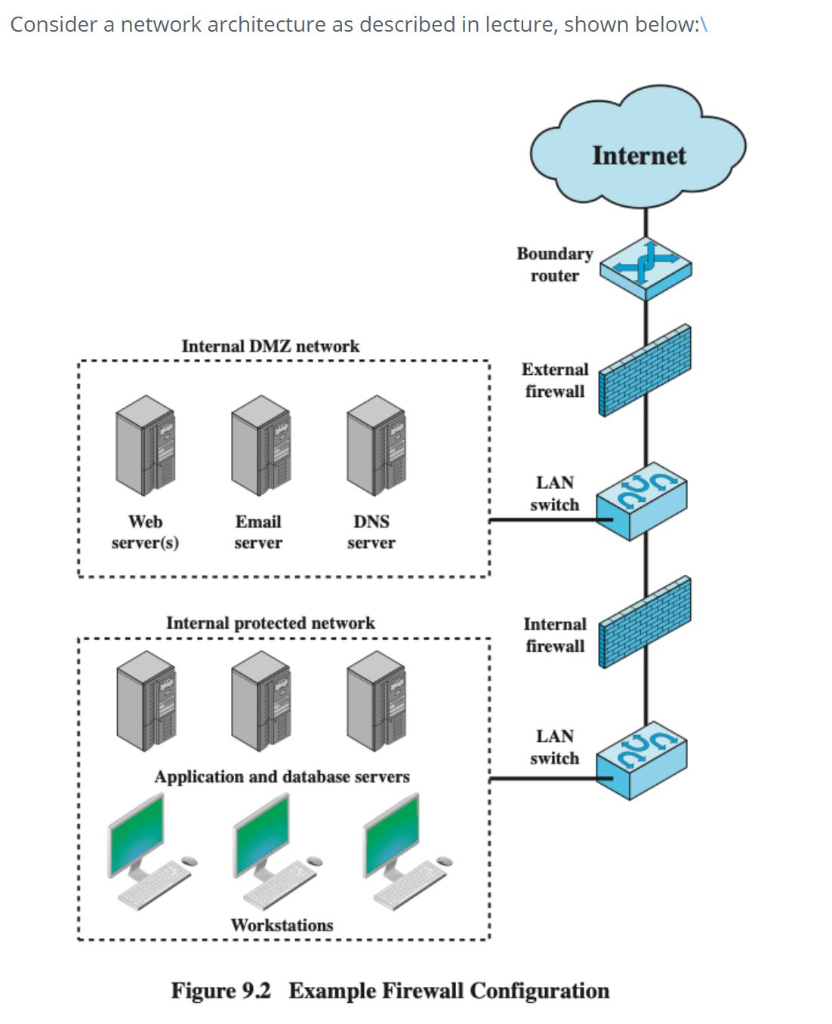 Consider a network architecture as described in lecture, shown below:\
Internet
Boundary
router
Internal DMZ network
External
firewall
LAN
switch
Web
server(s)
Email
server
DNS
server
Internal protected network
Internal
firewall
LAN
switch
Application and database servers
Workstations
Figure 9.2 Example Firewall Configuration